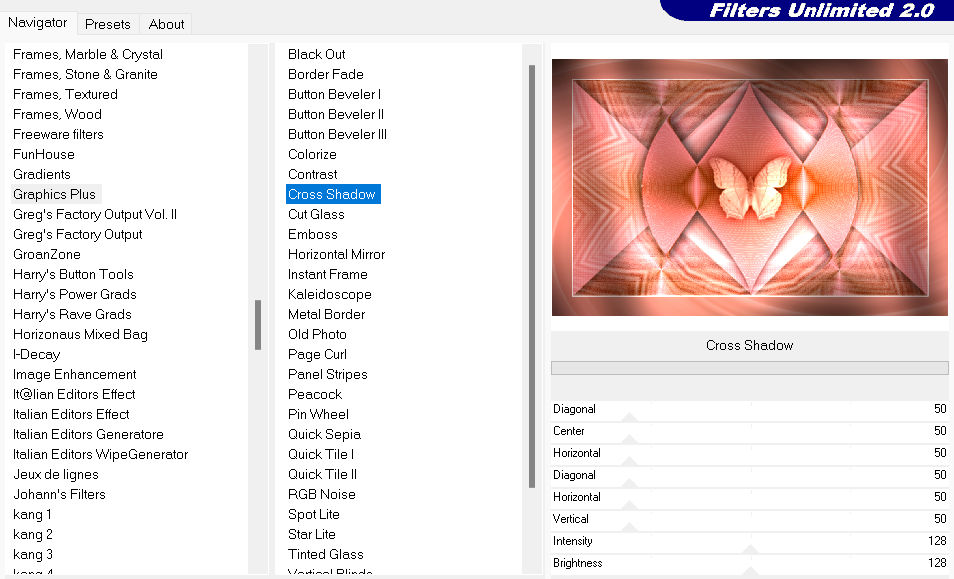 Navigator
Presets
About
Filters Unlimited 2.0
Frames, Marble & Crystal
Frames, Stone & Granite
Frames, Textured
Frames, Wood
Freeware filters
FunHouse
Gradients
Graphics Plus
Greg's Factory Output Vol. II
Greg's Factory Output
GroanZone
Harry's Button Tools
Harry's Power Grads
Harry's Rave Grads
Horizonaus Mixed Bag
I-Decay
Image Enhancement
It@lian Editors Effect
Italian Editors Effect
Italian Editors Generatore
Italian Editors WipeGenerator
Jeux de lignes
Johann's Filters
kang 1
kang 2
kang 3
kang 4
Black Out
Border Fade
Button Beveler I
Button Beveler II
Button Beveler III
Colorize
Contrast
Cross Shadow
Cut Glass
Emboss
Horizontal Mirror
Instant Frame
Kaleidoscope
Metal Border
Old Photo
Page Curl
Panel Stripes
Peacock
Pin Wheel
Quick Sepia
Quick Tile I
Quick Tile II
RGB Noise
Spot Lite
Star Lite
Tinted Glass
Vertical Blinds
Cross Shadow
Diagonal 50
Center 50
Horizontal 50
Diagonal 50
Horizontal 50
Vertical 50
Intensity 128
Brightness 128